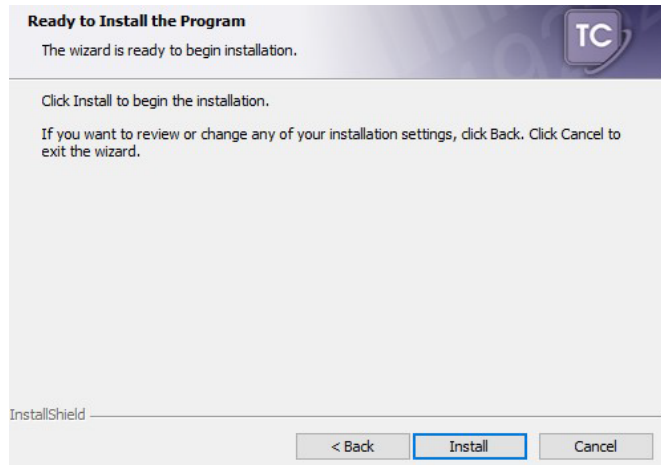 Ready to Install the Program
The wizard is ready to begin installation.
TC
Click Install to begin the installation.
If you want to review or change any of your installation settings, click Back. Click Cancel to
exit the wizard.
InstallShield
< Back
Install
Cancel